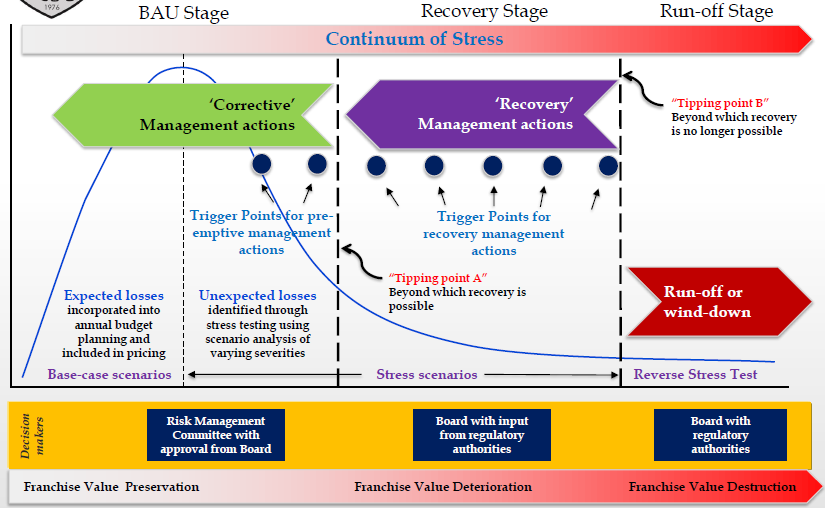 1976
BAU Stage
Recovery Stage
Run-off Stage
Continuum of Stress
'Corrective'
Management actions
'Recovery'
Management actions
"Tipping point B"
Beyond which recovery
is no longer possible
Trigger Points for pre-
emptive management
actions
Trigger Points for
recovery management
actions
"Tipping point A"
Beyond which recovery is
possible
Run-off or
wind-down
Expected losses
incorporated into
annual budget
planning and
included in pricing
Unexpected losses
identified through
stress testing using
scenario analysis of
varying severities
Base-case scenarios
Stress scenarios
Reverse Stress Test
Decision
makers
Risk Management
Committee with
approval from Board
Board with input
from regulatory
authorities
Board with
regulatory
authorities
Franchise Value Preservation
Franchise Value Deterioration
Franchise Value Destruction